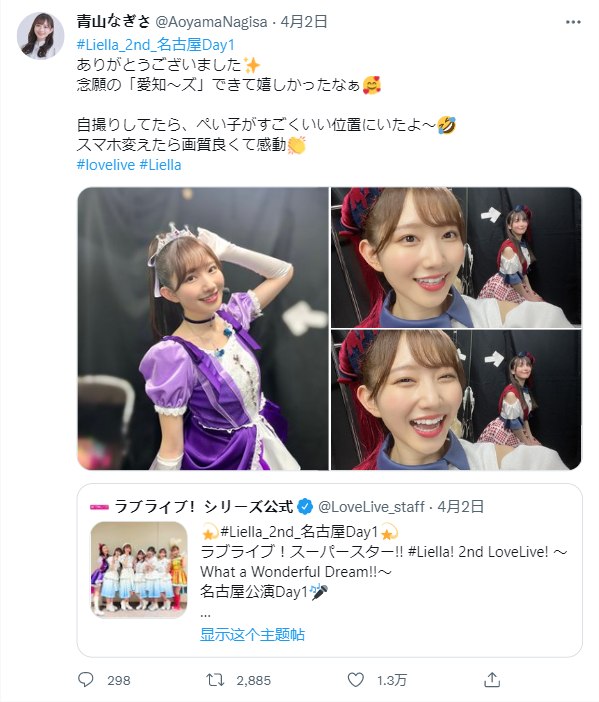 青山なぎさ @AoyamaNagisa · 4月2日
#Liella_2nd_名古屋Day1
ありがとうございました✨
念願の「愛知〜ズ」できて嬉しかったなぁ🥰
自撮りしてたら、ぺい子がすごくいい位置にいたよ〜🤣
スマホ変えたら画質良くて感動👏
#lovelive #Liella
ラブライブ！シリーズ公式 @LoveLive_staff · 4月2日
💫#Liella_2nd_名古屋Day1💫
ラブライブ！スーパースター!! #Liella! 2nd LoveLive! 〜
What a Wonderful Dream!!〜
名古屋公演Day1🎤
...
显示这个主题帖
298 2,885 1.3万